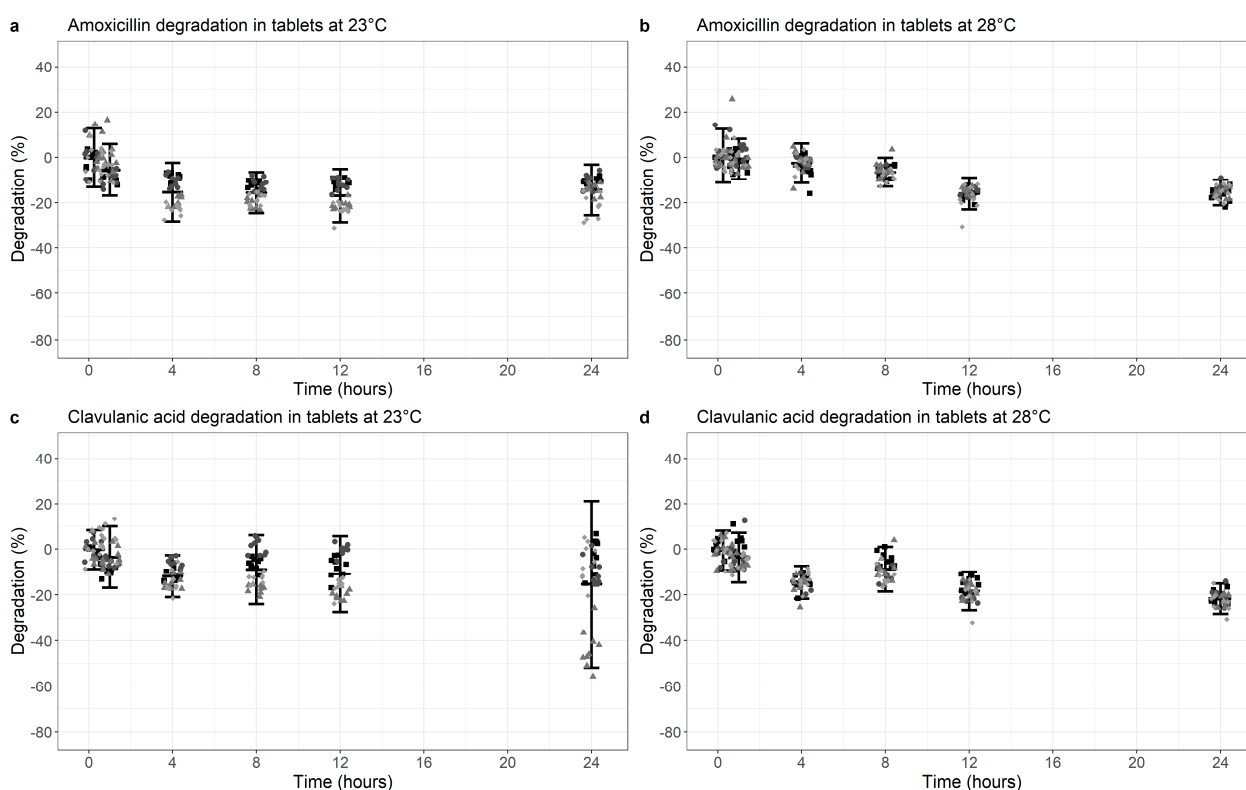 a Amoxicillin degradation in tablets at 23°C
40
20
0
-20
-40
-60
-80
Degradation (%)
0 4 8 12 16 20 24
Time (hours)
b Amoxicillin degradation in tablets at 28°C
40
20
0
-20
-40
-60
-80
Degradation (%)
0 4 8 12 16 20 24
Time (hours)
c Clavulanic acid degradation in tablets at 23°C
40
20
0
-20
-40
-60
-80
Degradation (%)
0 4 8 12 16 20 24
Time (hours)
d Clavulanic acid degradation in tablets at 28°C
40
20
0
-20
-40
-60
-80
Degradation (%)
0 4 8 12 16 20 24
Time (hours)